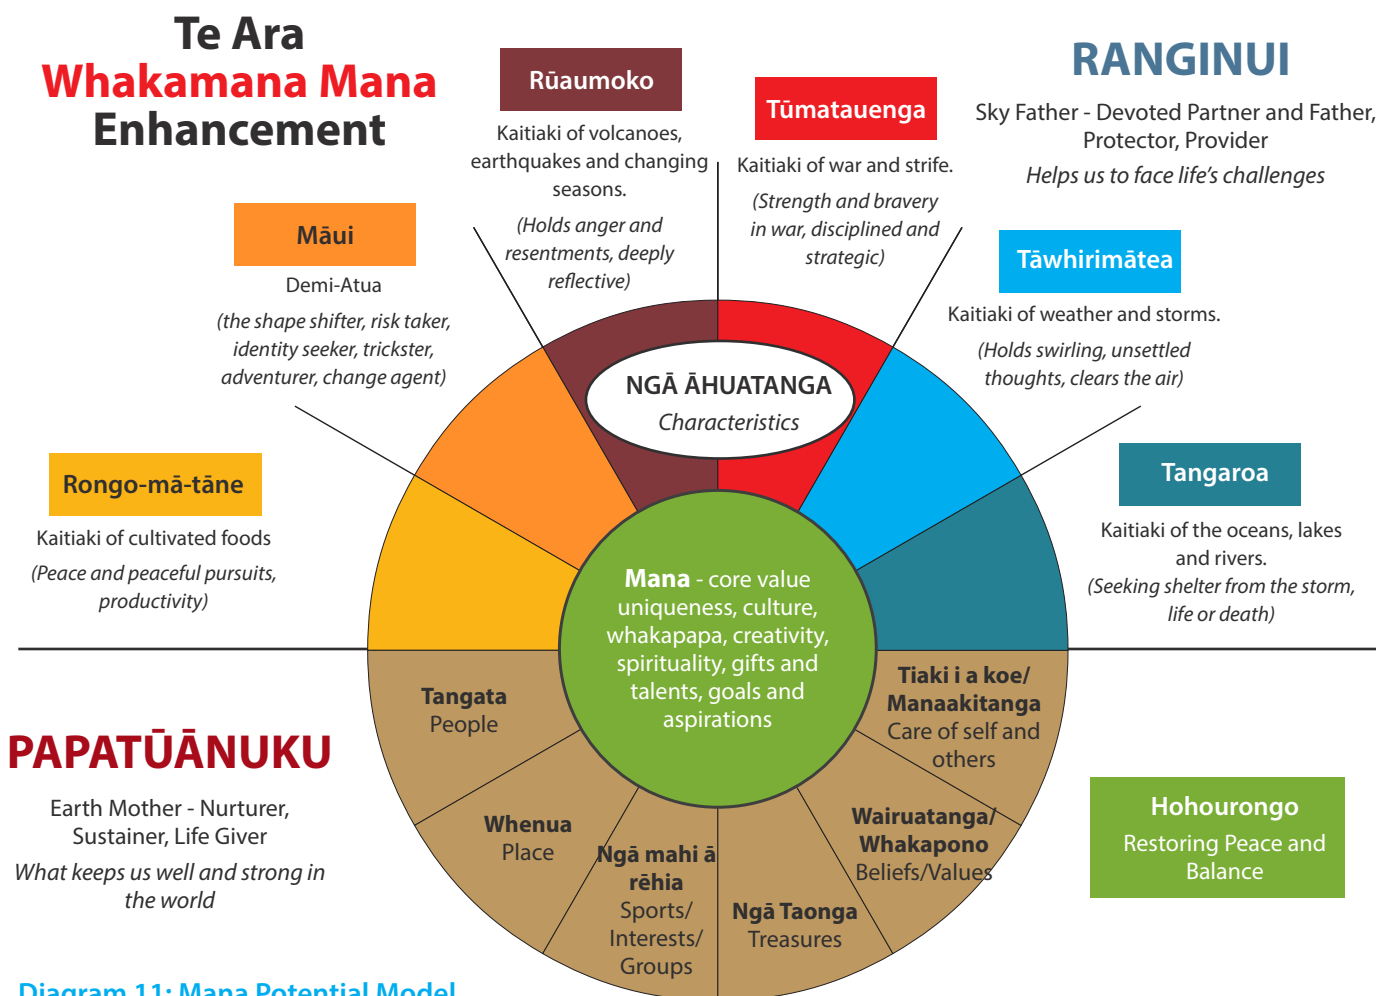 Te Ara
Whakamana Mana
Enhancement
Rūaumoko
Kaitiaki of volcanoes,
earthquakes and changing
seasons.
(Holds anger and
resentments, deeply
reflective)
Tūmatauenga
Kaitiaki of war and strife.
(Strength and bravery
in war, disciplined and
strategic)
RANGINUI
Sky Father - Devoted Partner and Father,
Protector, Provider
Helps us to face life’s challenges
Māui
Demi-Atua
(the shape shifter, risk taker,
identity seeker, trickster,
adventurer, change agent)
Tāwhirimātea
Kaitiaki of weather and storms.
(Holds swirling, unsettled
thoughts, clears the air)
NGĀ ĀHUATANGA
Characteristics
Rongo-mā-tāne
Kaitiaki of cultivated foods
(Peace and peaceful pursuits,
productivity)
Tangaroa
Kaitiaki of the oceans, lakes
and rivers.
(Seeking shelter from the storm,
life or death)
Mana - core value
uniqueness, culture,
whakapapa, creativity,
spirituality, gifts and
talents, goals and
aspirations
PAPATŪĀNUKU
Earth Mother - Nurturer,
Sustainer, Life Giver
What keeps us well and strong in
the world
Tangata
People
Whenua
Place
Ngā mahi ā
rēhia
Sports/
Interests/
Groups
Ngā Taonga
Treasures
Wairuatanga/
Whakapono
Beliefs/Values
Tiaki i a koe/
Manaakitanga
Care of self and
others
Hohourongo
Restoring Peace and
Balance
Diagram 11: Mana Potential Model